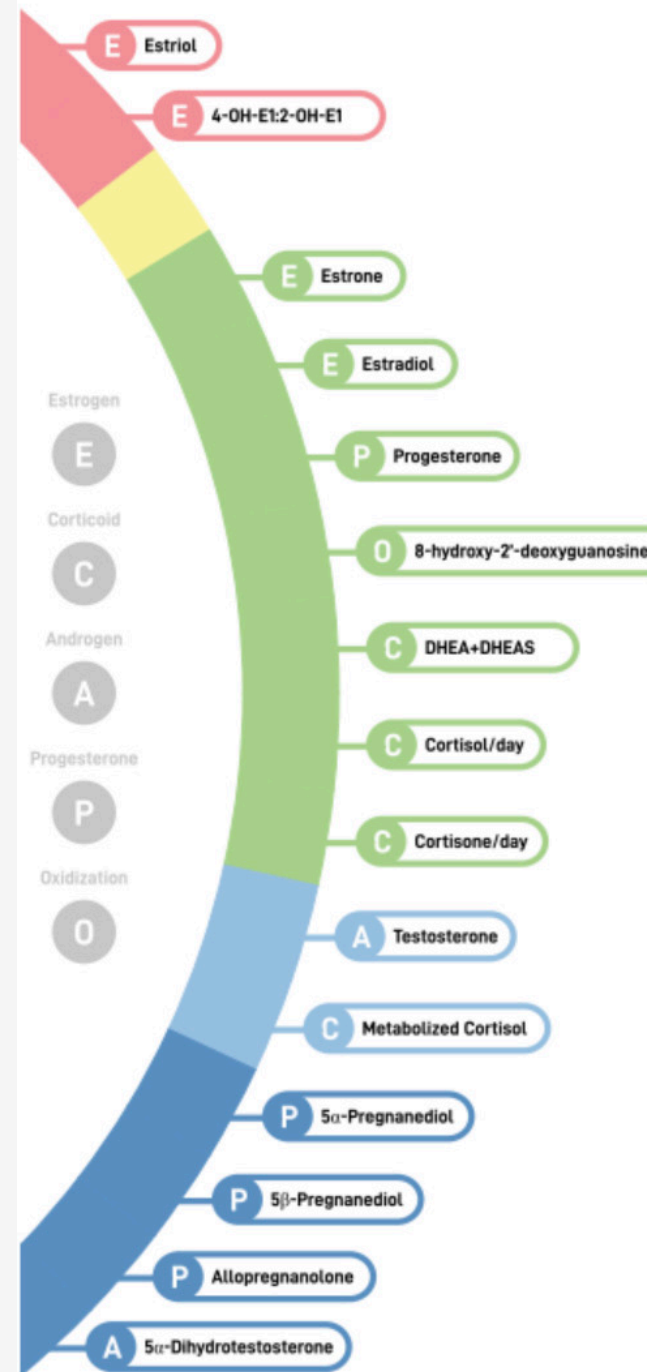 E Estriol
E 4-OH-E1:2-OH-E1
E Estrone
E Estradiol
P Progesterone
O 8-hydroxy-2'-deoxyguanosine
C DHEA+DHEAS
C Cortisol/day
C Cortisone/day
A Testosterone
C Metabolized Cortisol
P 5α-Pregnanediol
P 5β-Pregnanediol
P Allopregnanolone
A 5α-Dihydrotestosterone
Estrogen
E
Corticoid
C
Androgen
A
Progesterone
P
Oxidization
O